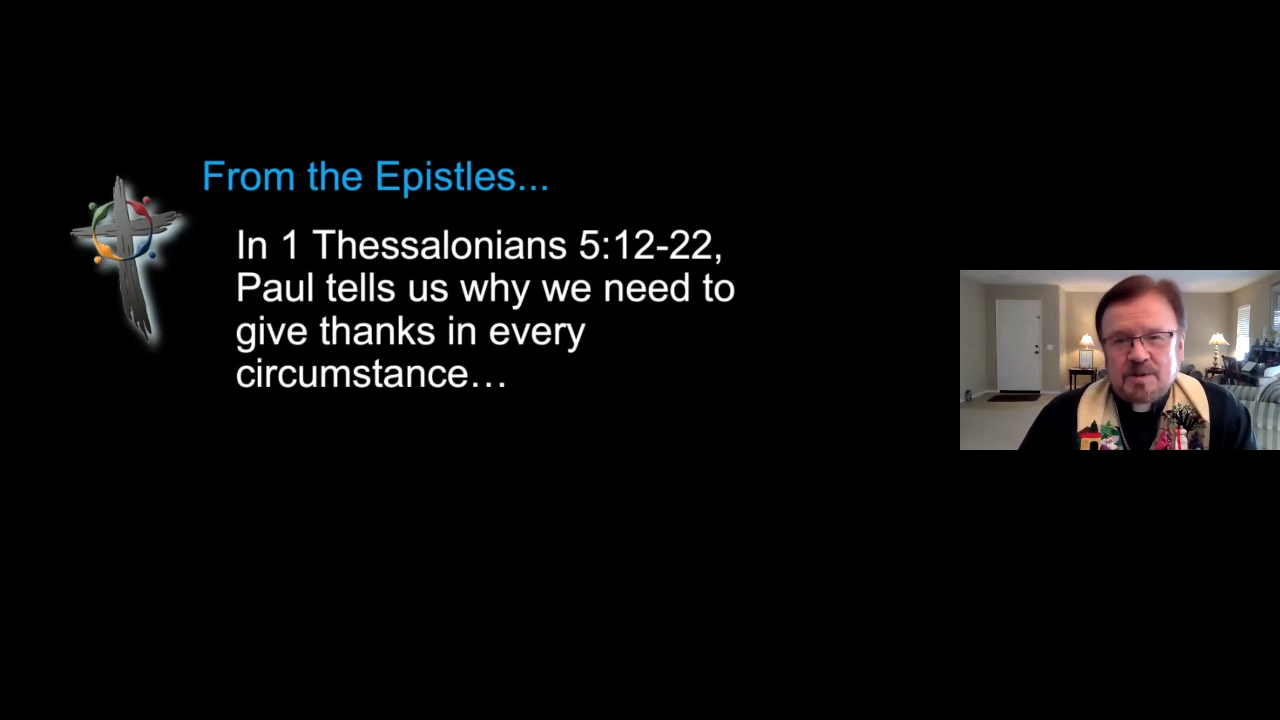 From the Epistles...
In 1 Thessalonians 5:12-22,
Paul tells us why we need to
give thanks in every
circumstance…